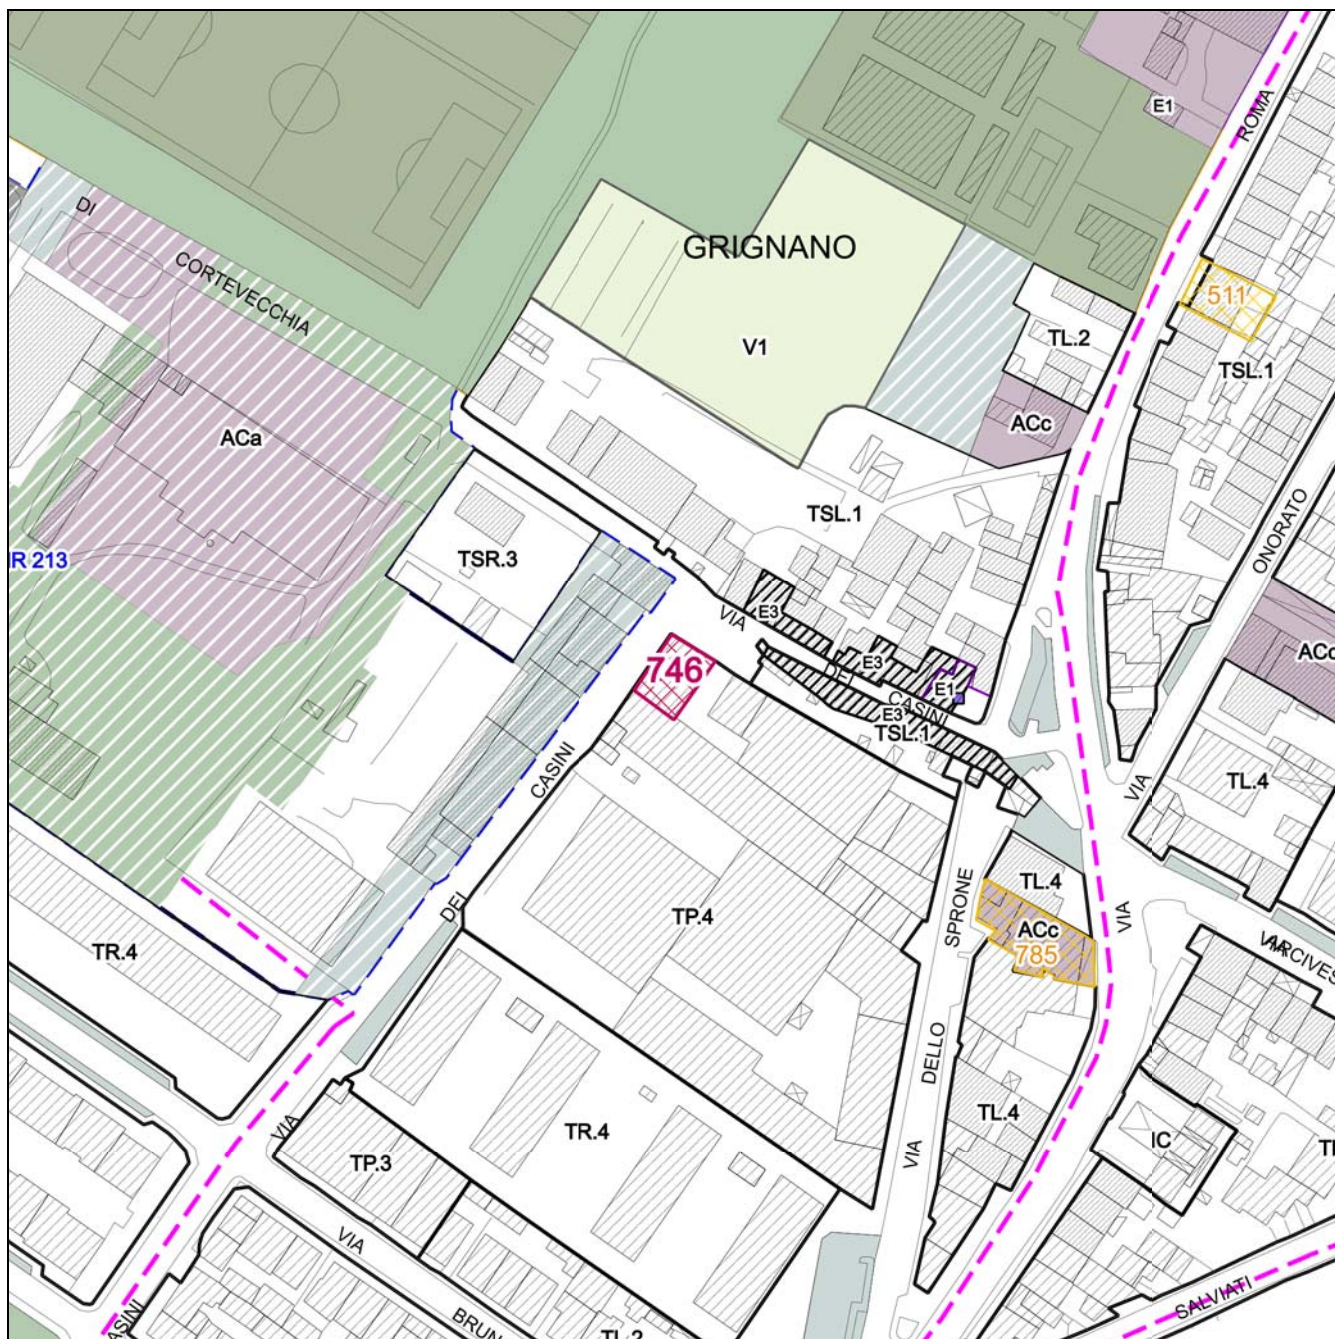 E1
ROMA
DI
CORTEVECCHIA
GRIGNANO
511
V1
TL.2
TSL.1
ACc
ACa
TSL.1
ONORATO
TSR.3
VIA
E3
E3
DEI
E1
CASINI
E3
TSL.1
746
CASINI
VIA
TL.4
TL.4
SPRONE
ACc
785
VIA
VIA
DEI
TP.4
TR.4
DELLO
TL.4
IC
TR.4
VIA
TP.3
VIA
VIA
BRUN
TL.2
SALVIATI